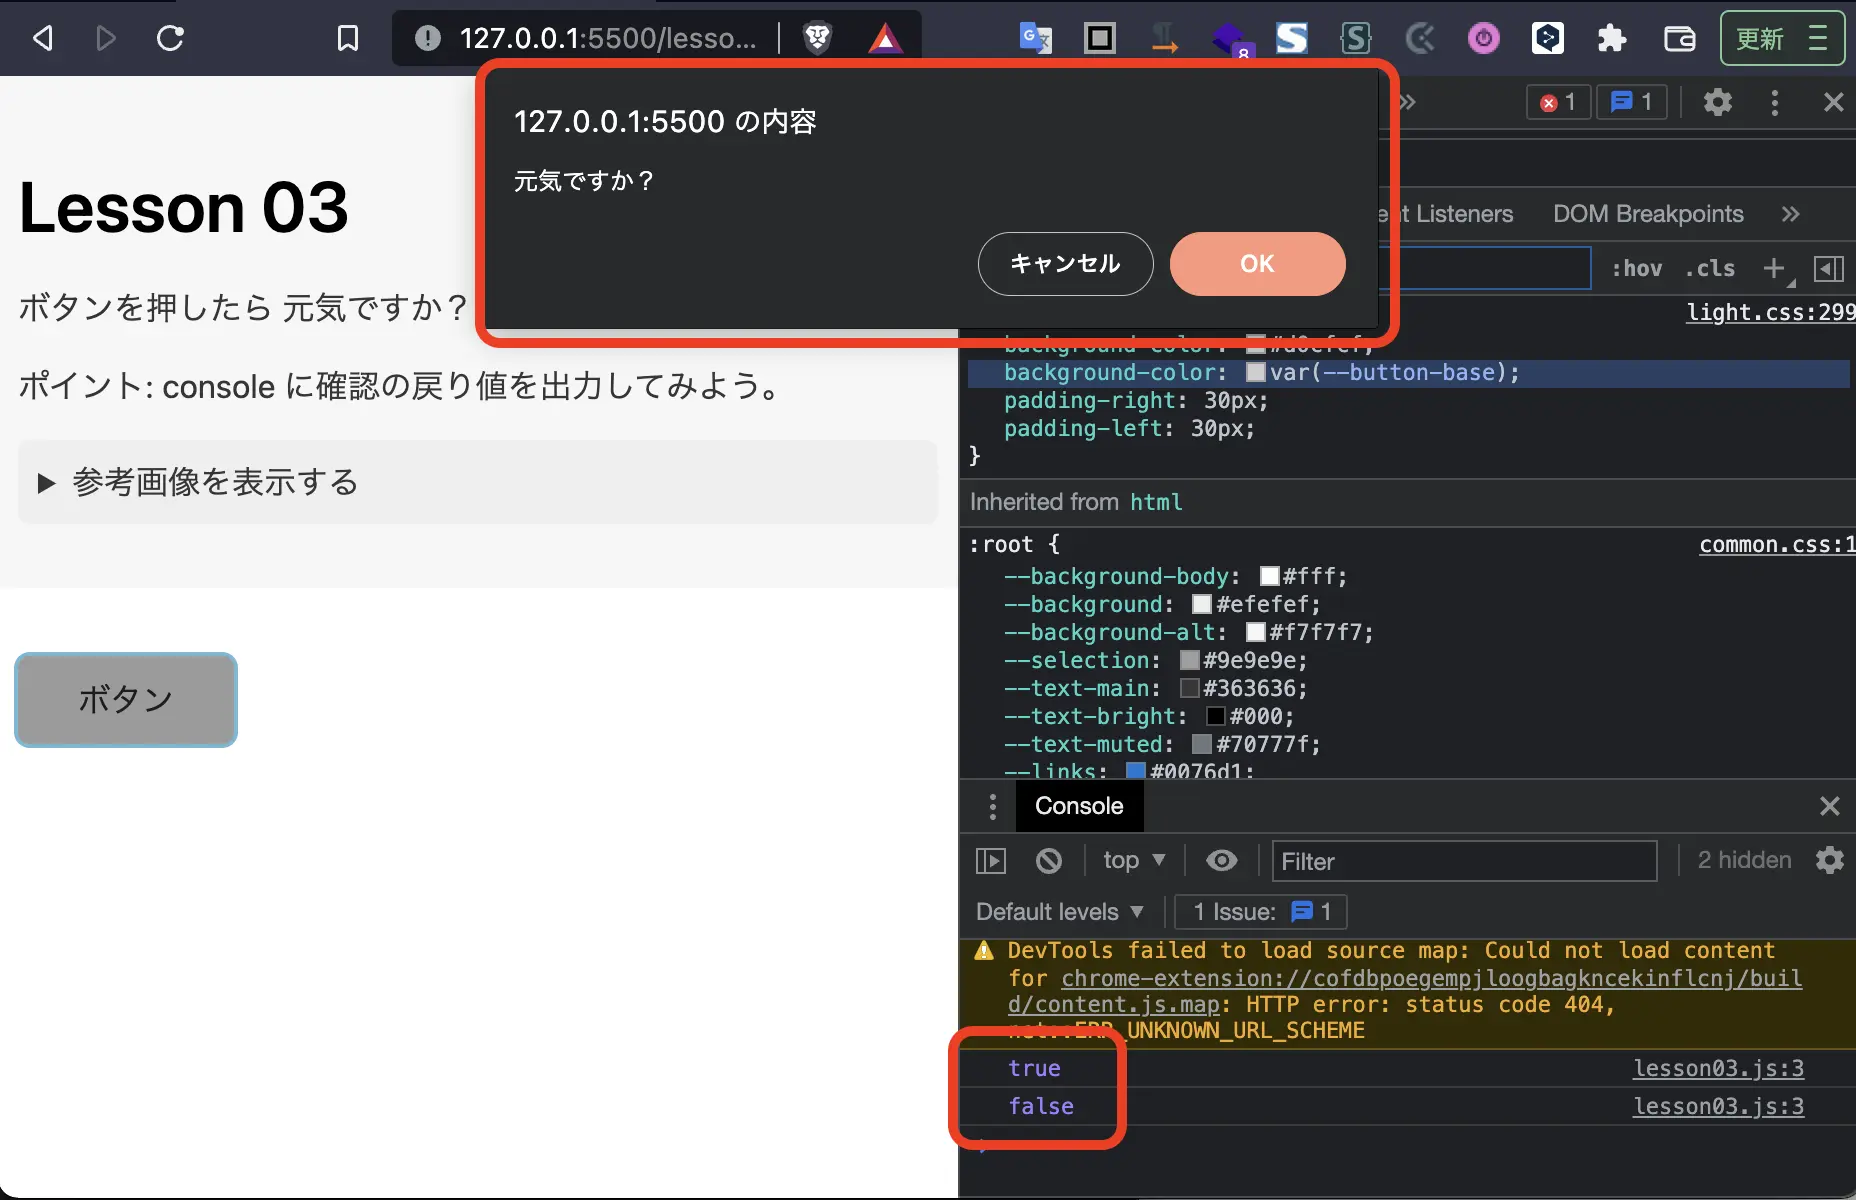 127.0.0.1:5500/lesso...
更新
8
127.0.0.1:5500 の内容
元気ですか？
キャンセル
OK
1
1
Lesson 03
ボタンを押したら 元気ですか？
ポイント: console に確認の戻り値を出力してみよう。
参考画像を表示する
ボタン
ent Listeners
DOM Breakpoints
:hov
.cls
light.css:299
background-color: #d0cfcf;
background-color: var(--button-base);
padding-right: 30px;
padding-left: 30px;
}
Inherited from html
:root {
common.css:1
--background-body: #fff;
--background: #efefef;
--background-alt: #f7f7f7;
--selection: #9e9e9e;
--text-main: #363636;
--text-bright: #000;
--text-muted: #70777f;
--links: #0076d1;
Console
top
Filter
2 hidden
Default levels
1 Issue: 1
DevTools failed to load source map: Could not load content
for chrome-extension://cofdbpoegempjloogbagkncekinflcnj/buil
d/content.js.map: HTTP error: status code 404,
net::ERR_UNKNOWN_URL_SCHEME
true
lesson03.js:3
false
lesson03.js:3